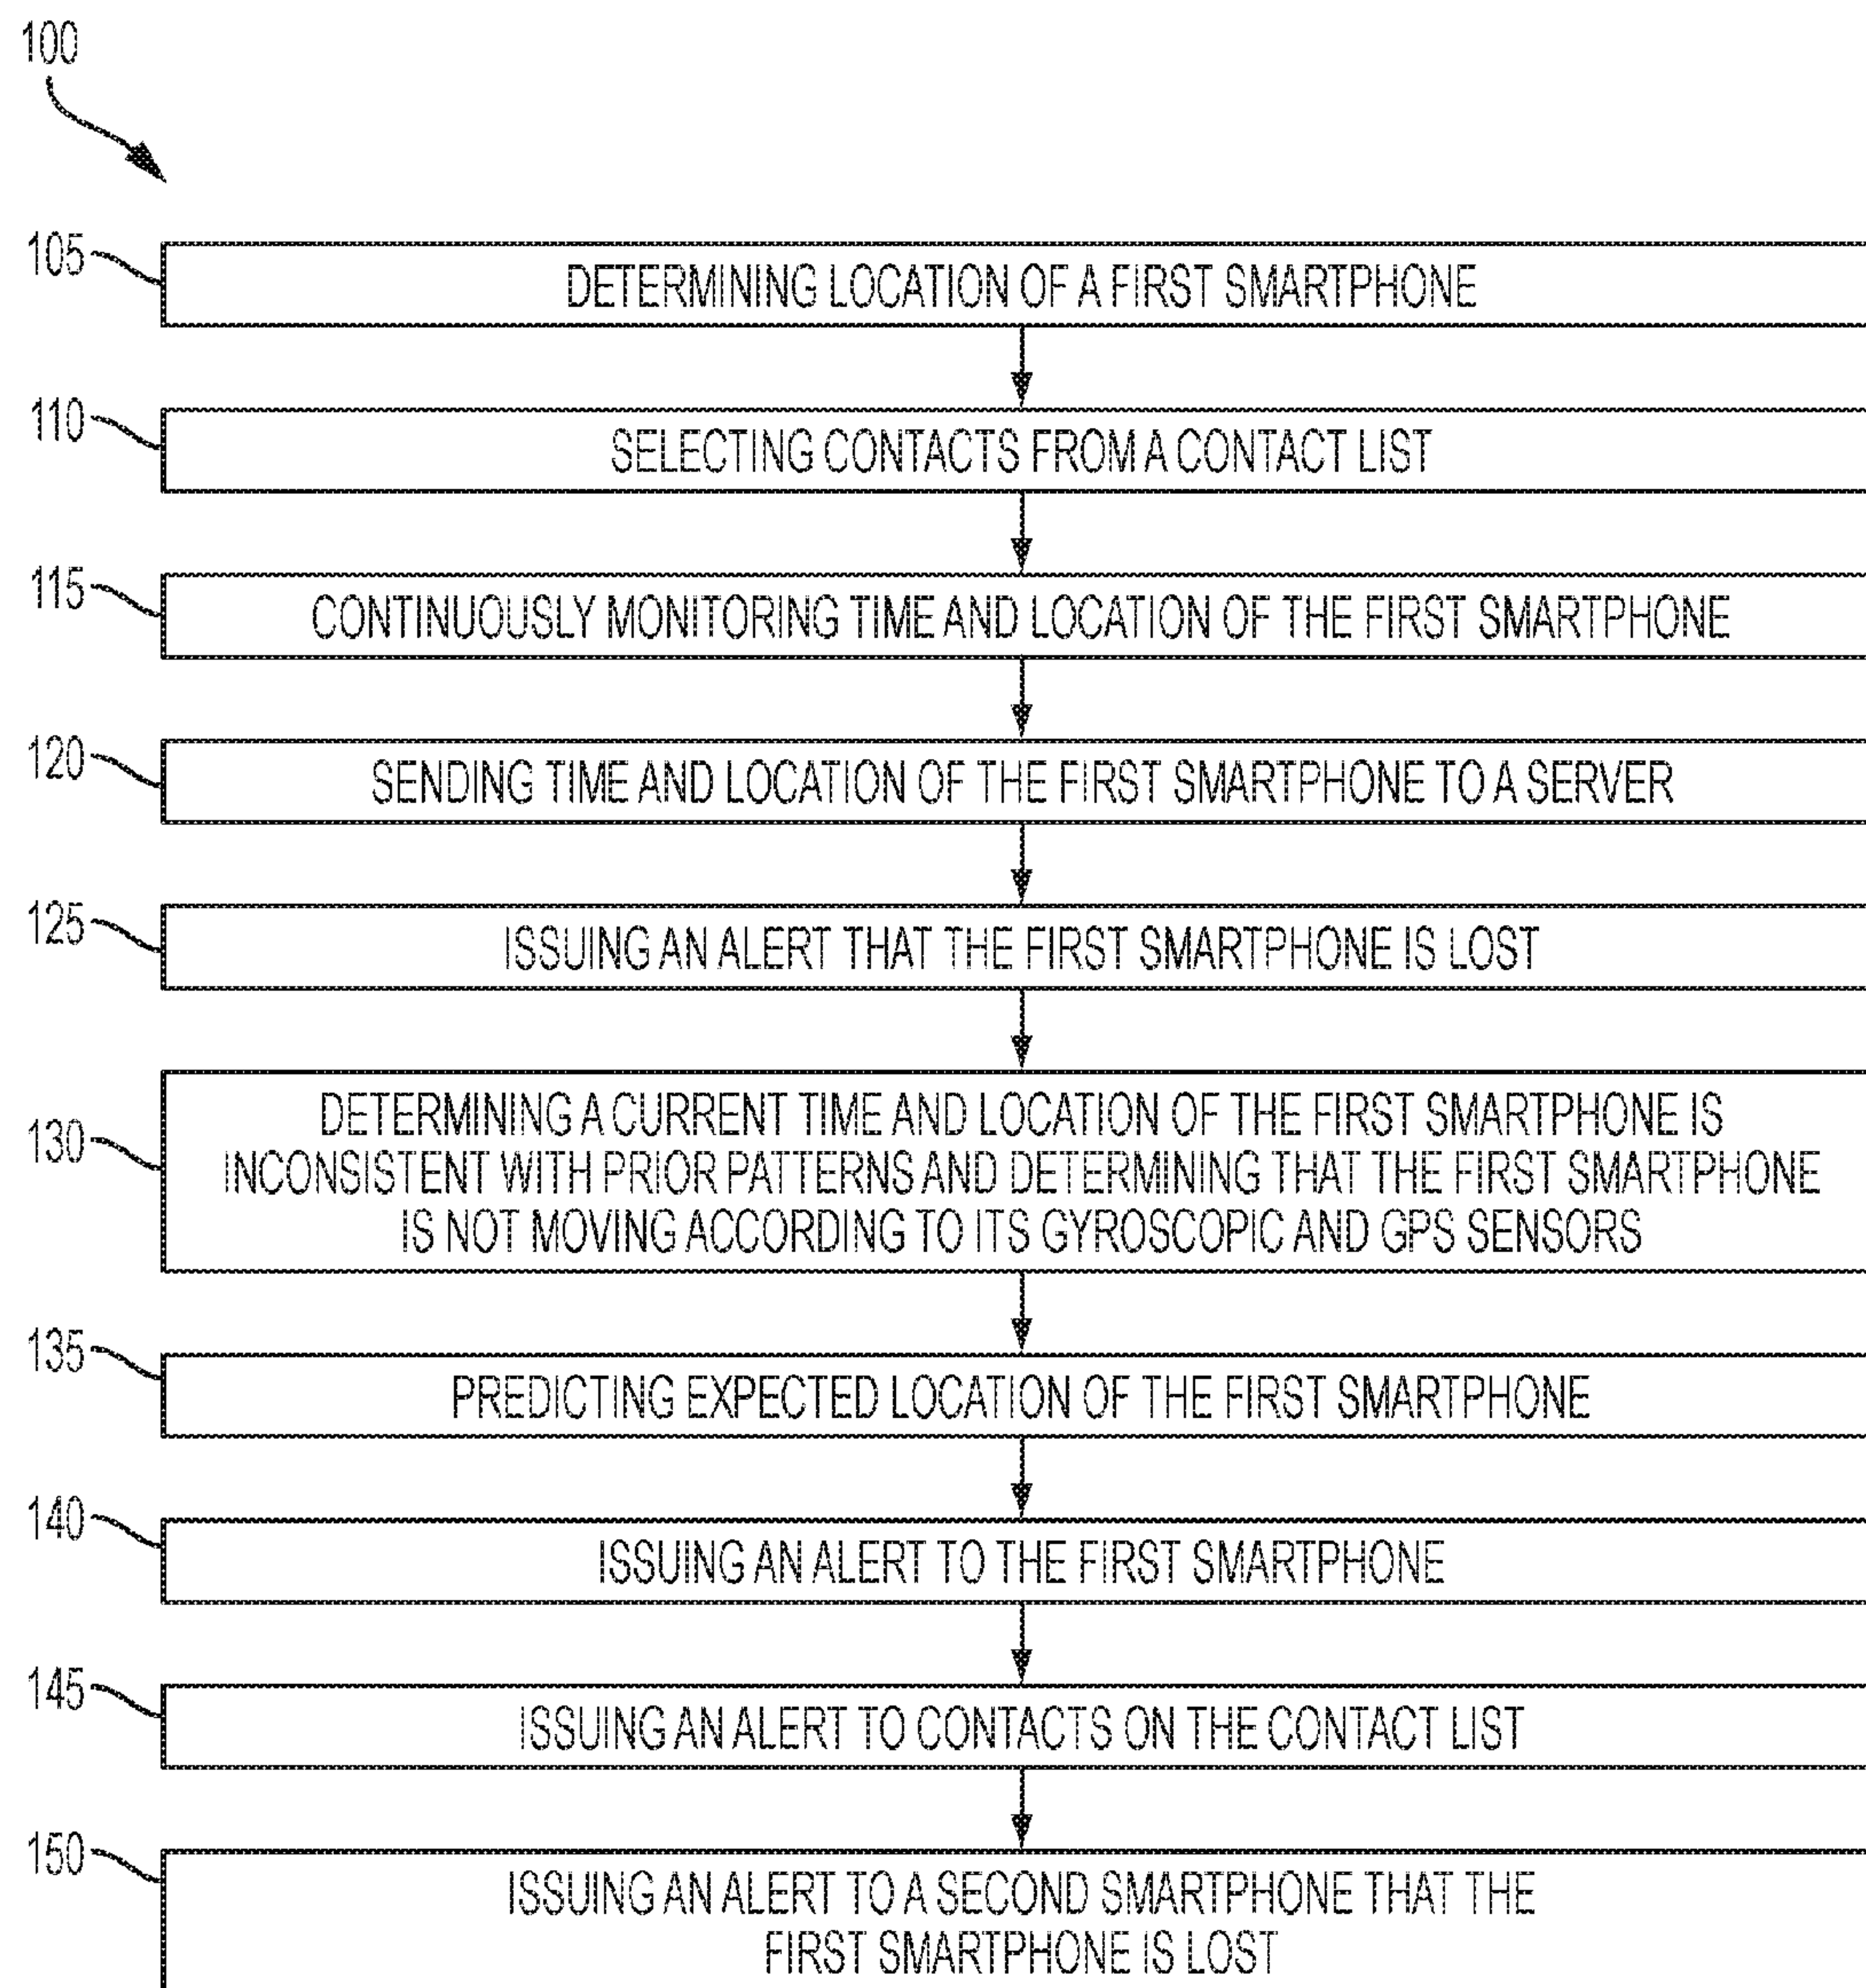 100
105
DETERMINING LOCATION OF A FIRST SMARTPHONE
110
SELECTING CONTACTS FROM A CONTACT LIST
115
CONTINUOUSLY MONITORING TIME AND LOCATION OF THE FIRST SMARTPHONE
120
SENDING TIME AND LOCATION OF THE FIRST SMARTPHONE TO A SERVER
125
ISSUING AN ALERT THAT THE FIRST SMARTPHONE IS LOST
130
DETERMINING A CURRENT TIME AND LOCATION OF THE FIRST SMARTPHONE IS
INCONSISTENT WITH PRIOR PATTERNS AND DETERMINING THAT THE FIRST SMARTPHONE
IS NOT MOVING ACCORDING TO ITS GYROSCOPIC AND GPS SENSORS
135
PREDICTING EXPECTED LOCATION OF THE FIRST SMARTPHONE
140
ISSUING AN ALERT TO THE FIRST SMARTPHONE
145
ISSUING AN ALERT TO CONTACTS ON THE CONTACT LIST
150
ISSUING AN ALERT TO A SECOND SMARTPHONE THAT THE
FIRST SMARTPHONE IS LOST